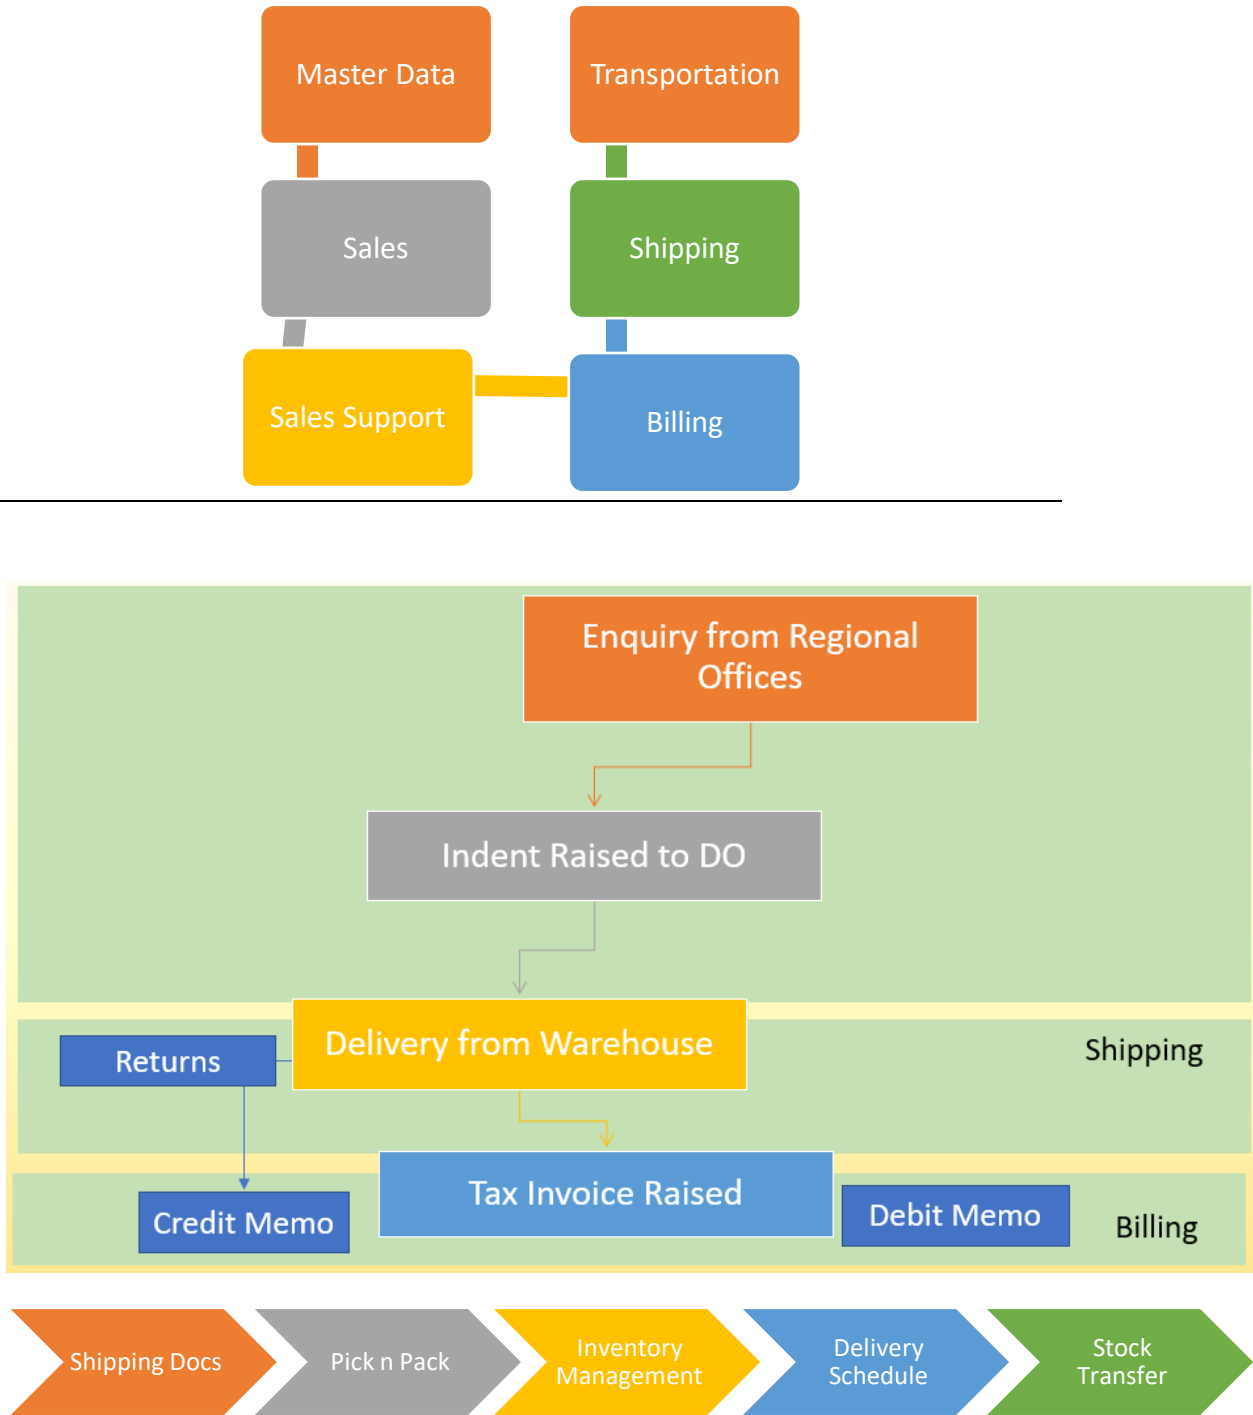 Master Data
Transportation
Sales
Shipping
Sales Support
Billing
Enquiry from Regional
Offices
Indent Raised to DO
Delivery from Warehouse
Returns
Shipping
Tax Invoice Raised
Credit Memo
Debit Memo
Billing
Shipping Docs
Pick n Pack
Inventory
Management
Delivery
Schedule
Stock
Transfer